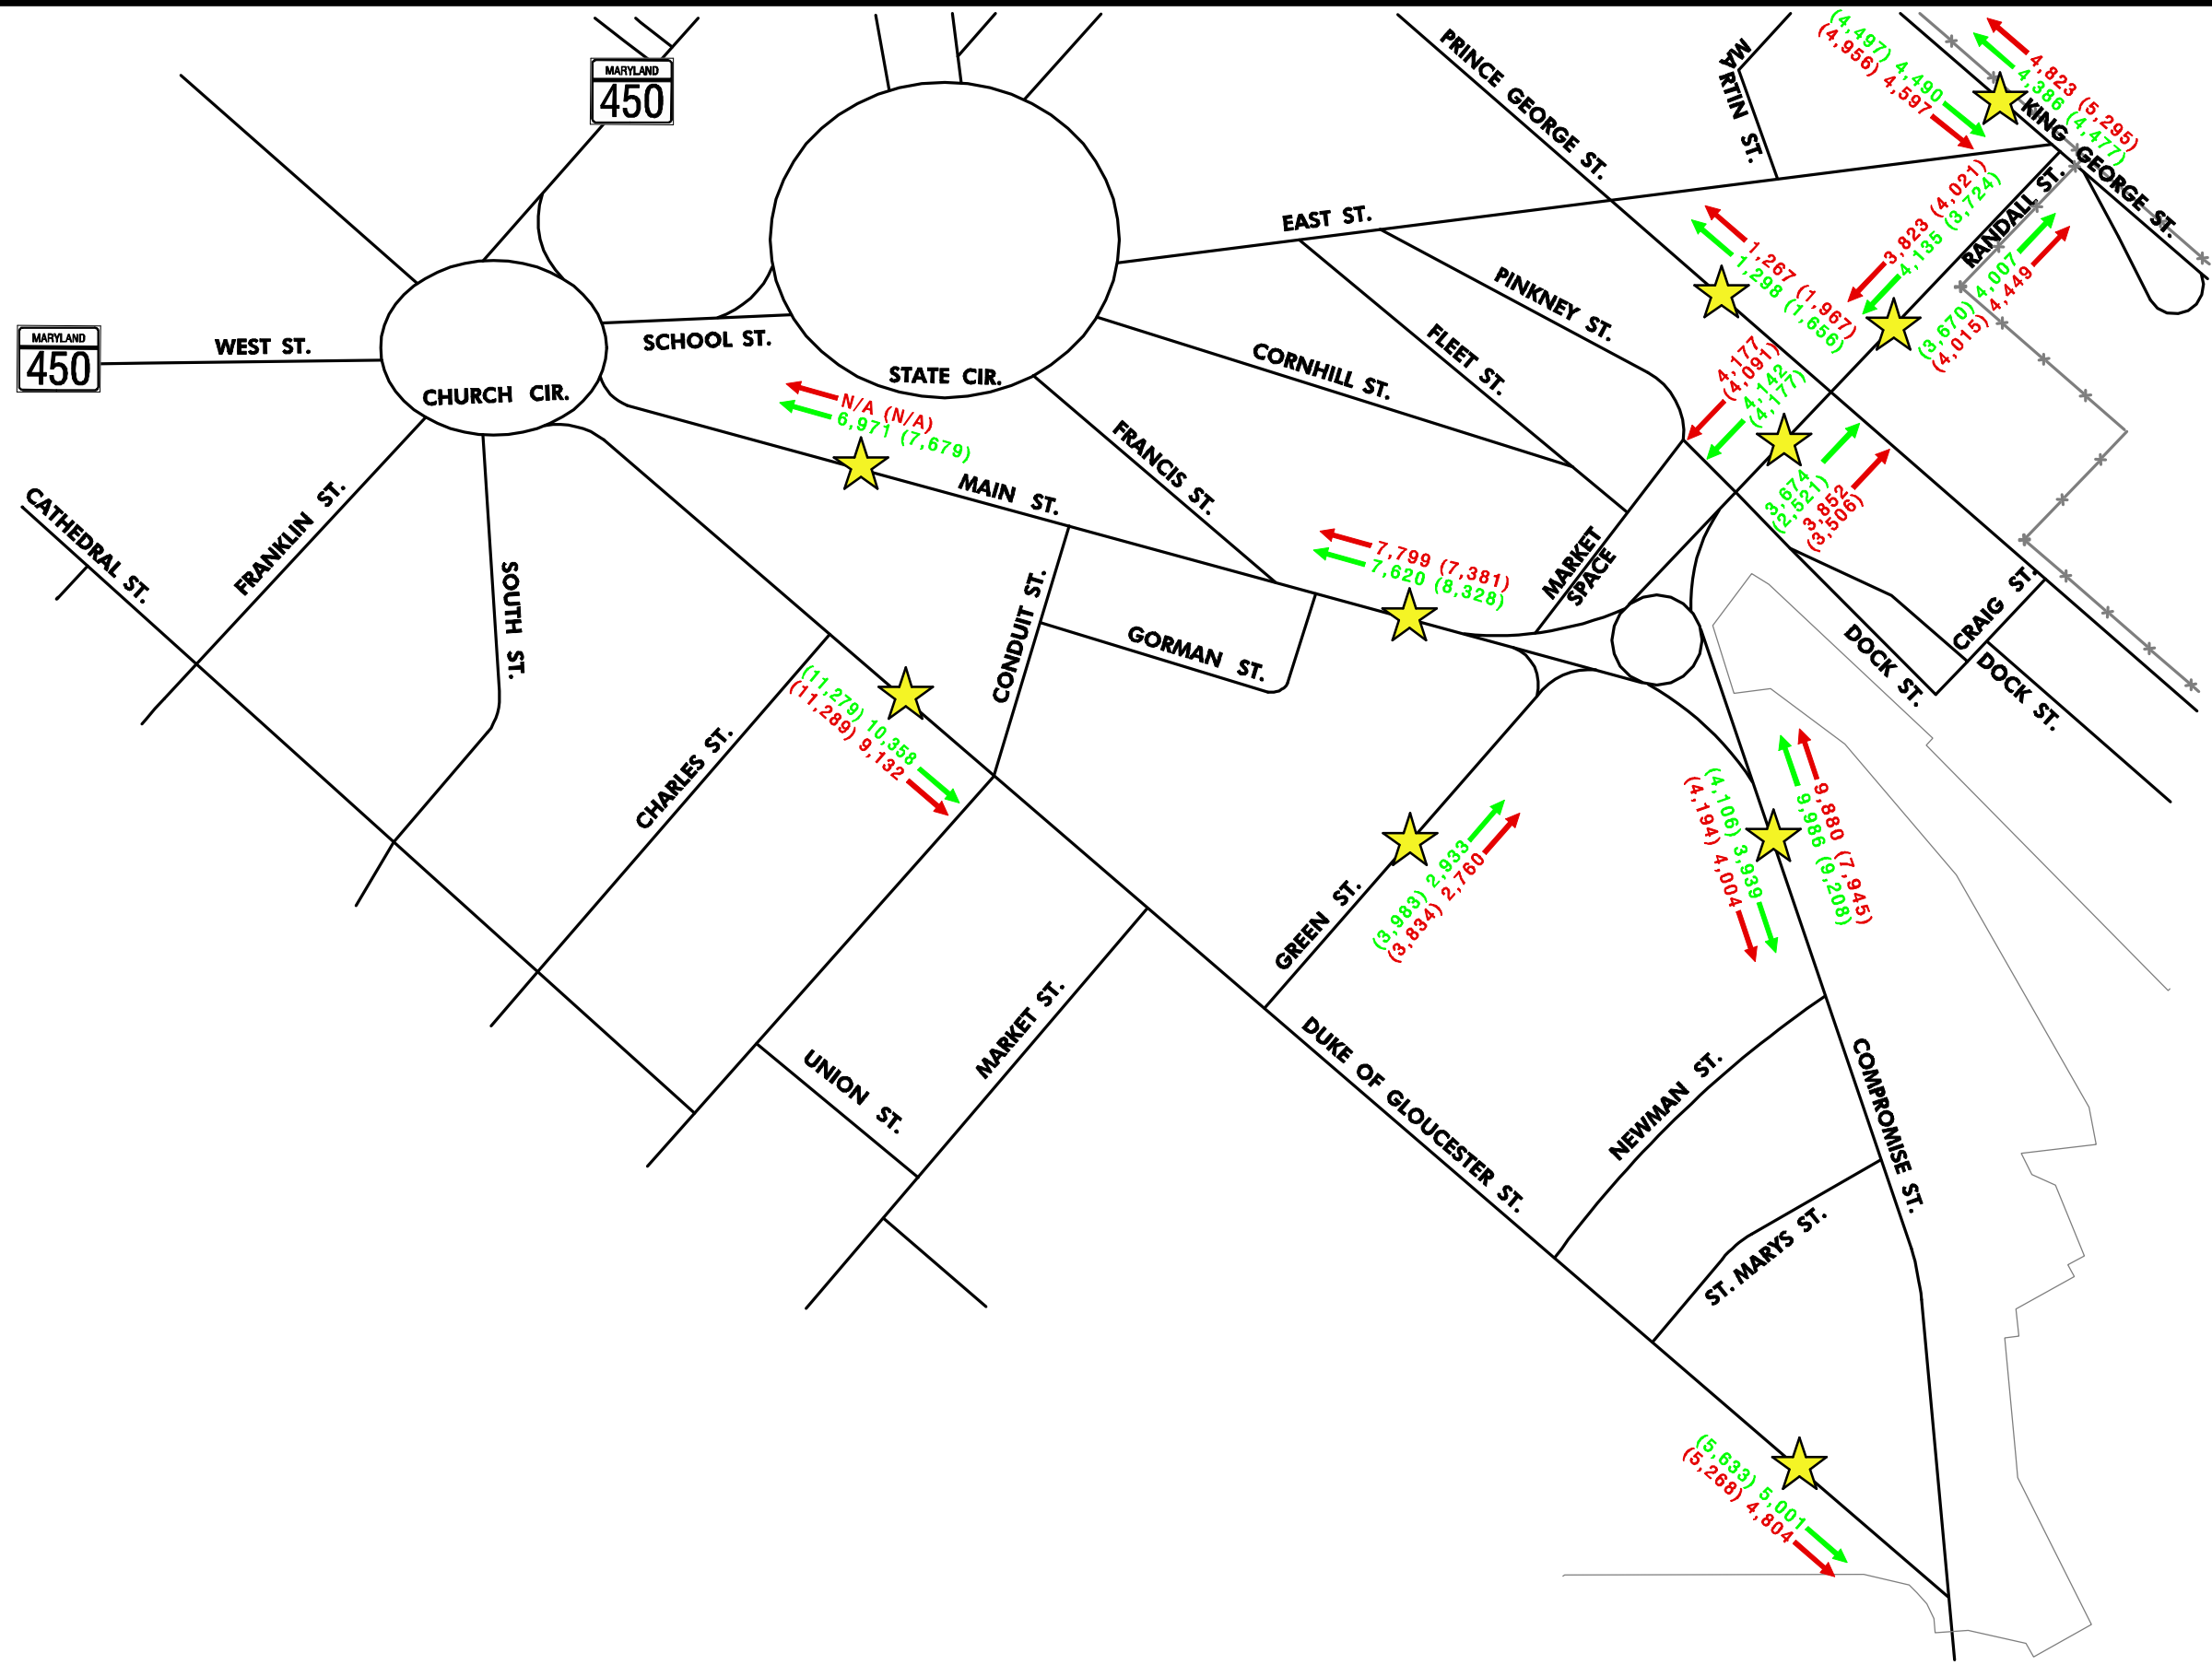 MARYLAND
450
MARYLAND
450
WEST ST.
CHURCH CIR.
SCHOOL ST.
STATE CIR.
EAST ST.
PRINCE GEORGE ST.
MA RTIN ST.
(4,497) 4,490
(4,956) 4,597
4,823 (5,295)
4,386 (4,477)
KING GEORGE ST.
RANDALL ST.
3,823 (4,021)
4,135 (3,724)
(3,670) 4,007
(4,015) 4,449
1,267 (1,967)
1,298 (1,656)
4,177
(4,091)
4,142
(4,177)
3,674
(2,521)
3,852
(3,506)
PINKNEY ST.
FLEET ST.
CORNHILL ST.
FRANCIS ST.
N/A (N/A)
6,971 (7,679)
MAIN ST.
7,799 (7,381)
7,620 (8,328)
MARKET
SPACE
CATHEDRAL ST.
FRANKLIN ST.
SOUTH ST.
CONDUIT ST.
GORMAN ST.
CRAIG ST.
DOCK ST.
DOCK ST.
CHARLES ST.
(11,279) 10,358
(11,289) 9,132
(3,983) 2,933
(3,834) 2,760
GREEN ST.
(4,106) 3,939
(4,194) 4,004
9,880 (7,945)
9,986 (9,208)
UNION ST.
MARKET ST.
DUKE OF GLOUCESTER ST.
NEWMAN ST.
COMPROMISE ST.
ST. MARYS ST.
(5,633) 5,001
(5,268) 4,804